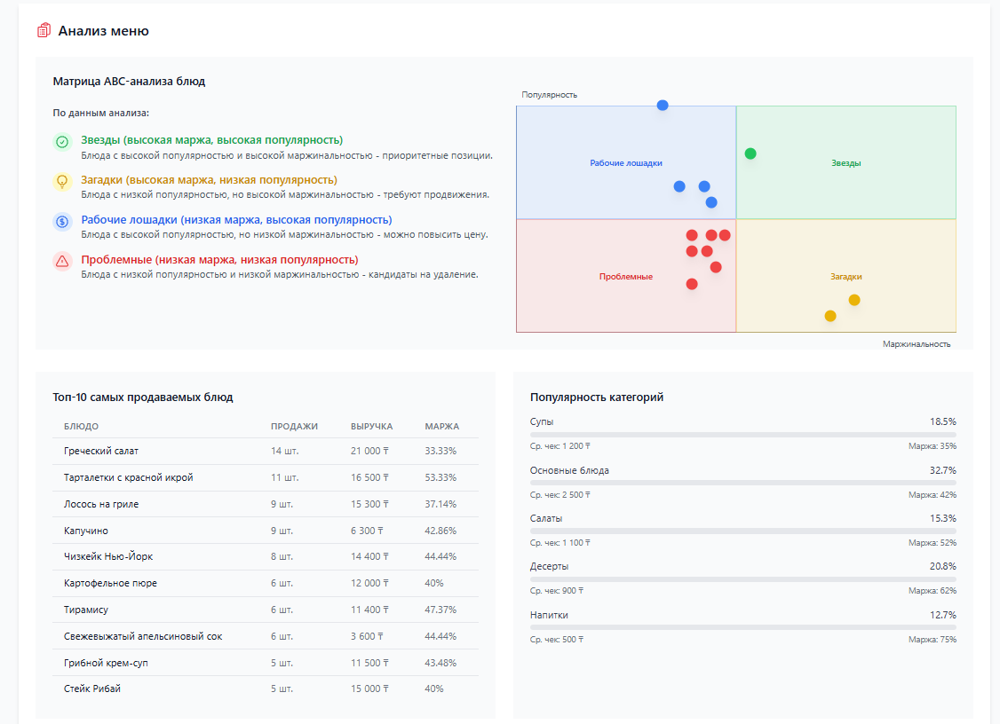 Анализ меню
Матрица ABC-анализа блюд
По данным анализа:
Звезды (высокая маржа, высокая популярность)
Блюда с высокой популярностью и высокой маржинальностью - приоритетные позиции.
Загадки (высокая маржа, низкая популярность)
Блюда с низкой популярностью, но высокой маржинальностью - требуют продвижения.
Рабочие лошадки (низкая маржа, высокая популярность)
Блюда с высокой популярностью, но низкой маржинальностью - можно повысить цену.
Проблемные (низкая маржа, низкая популярность)
Блюда с низкой популярностью и низкой маржинальностью - кандидаты на удаление.
Популярность
Рабочие лошадки
Звезды
Проблемные
Загадки
Маржинальность
Топ-10 самых продаваемых блюд
БЛЮДО ПРОДАЖИ ВЫРУЧКА МАРЖА
Греческий салат 14 шт. 21 000 ₸ 33.33%
Тарталетки с красной икрой 11 шт. 16 500 ₸ 53.33%
Лосось на гриле 9 шт. 15 300 ₸ 37.14%
Капучино 9 шт. 6 300 ₸ 42.86%
Чизкейк Нью-Йорк 8 шт. 14 400 ₸ 44.44%
Картофельное пюре 6 шт. 12 000 ₸ 40%
Тирамису 6 шт. 11 400 ₸ 47.37%
Свежевыжатый апельсиновый сок 6 шт. 3 600 ₸ 44.44%
Грибной крем-суп 5 шт. 11 500 ₸ 43.48%
Стейк Рибай 5 шт. 15 000 ₸ 40%
Популярность категорий
Супы 18.5%
Ср. чек: 1 200 ₸ Маржа: 35%
Основные блюда 32.7%
Ср. чек: 2 500 ₸ Маржа: 42%
Салаты 15.3%
Ср. чек: 1 100 ₸ Маржа: 52%
Десерты 20.8%
Ср. чек: 900 ₸ Маржа: 62%
Напитки 12.7%
Ср. чек: 500 ₸ Маржа: 75%